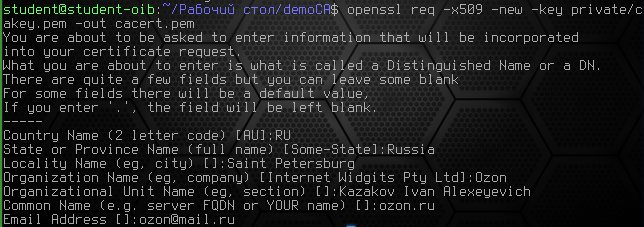 student@student-oib:~/Рабочий стол/demoCA$ openssl req -x509 -new -key private/c
akey.pem -out cacert.pem
You are about to be asked to enter information that will be incorporated
into your certificate request.
What you are about to enter is what is called a Distinguished Name or a DN.
There are quite a few fields but you can leave some blank
For some fields there will be a default value,
If you enter '.', the field will be left blank.
-----
Country Name (2 letter code) [AU]:RU
State or Province Name (full name) [Some-State]:Russia
Locality Name (eg, city) []:Saint Petersburg
Organization Name (eg, company) [Internet Widgits Pty Ltd]:Ozon
Organizational Unit Name (eg, section) []:Kazakov Ivan Alexeyevich
Common Name (e.g. server FQDN or YOUR name) []:ozon.ru
Email Address []:ozon@mail.ru